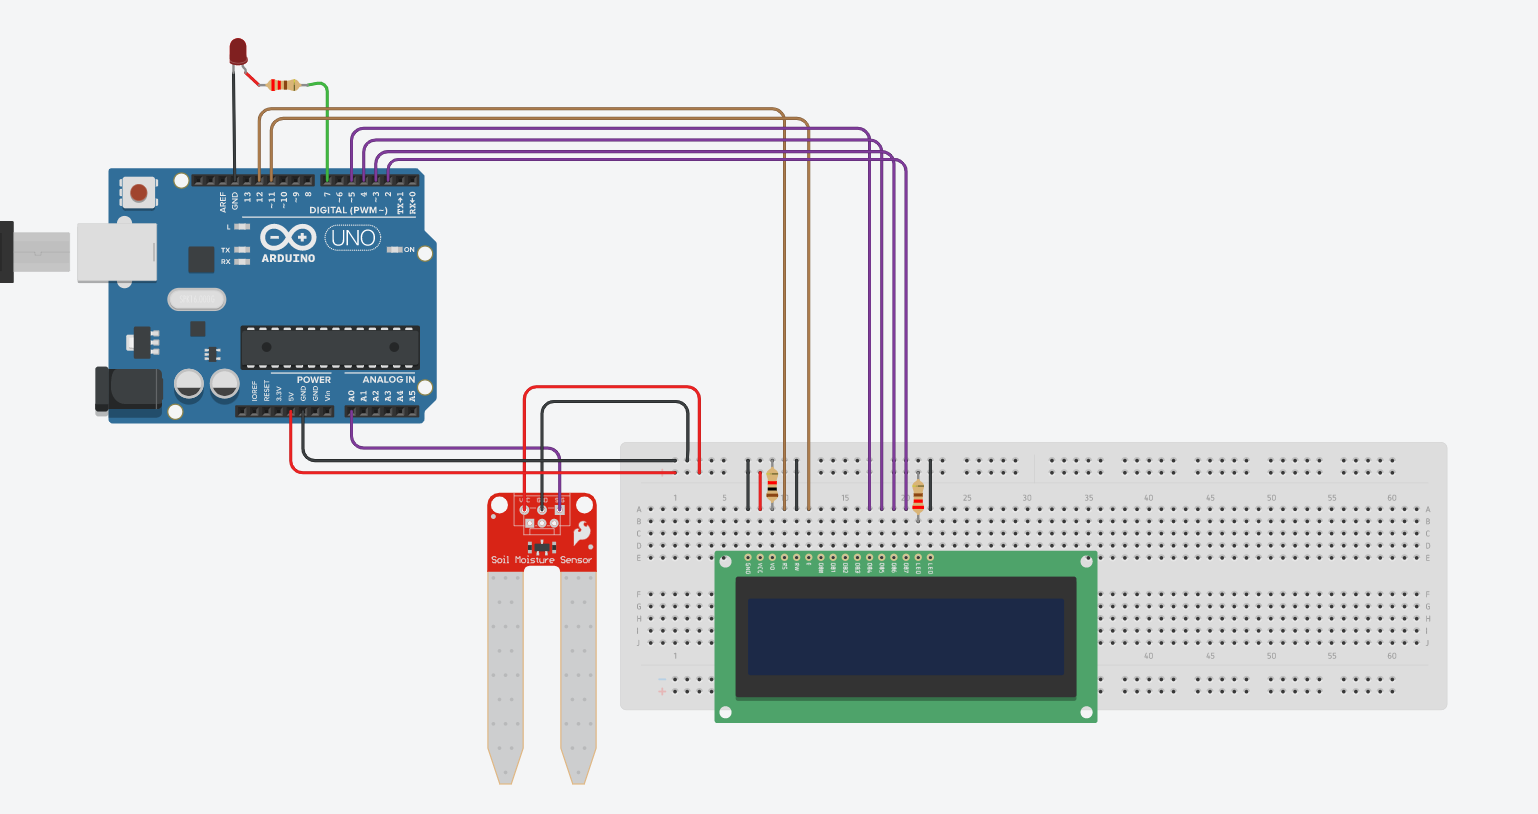 AREF
GND
13
12
~11
~10
~9
8
7
~6
~5
4
~3
2
TX→1
RX←0
DIGITAL (PWM~)
L
TX
RX
UNO
ON
ARDUINO
POWER
ANALOG IN
IOREF
RESET
3.3V
5V
GND
GND
Vin
A0
A1
A2
A3
A4
A5
1 5 10 15 20 25 30 35 40 45 50 55 60
A A
B B
C C
D D
E E
GND VCC VO RS RW E DB0 DB1 DB2 DB3 DB4 DB5 DB6 DB7 LED LED
Soil Moisture Sensor
F F
G G
H H
I I
J J
1 40 45 50 55 60
−
+